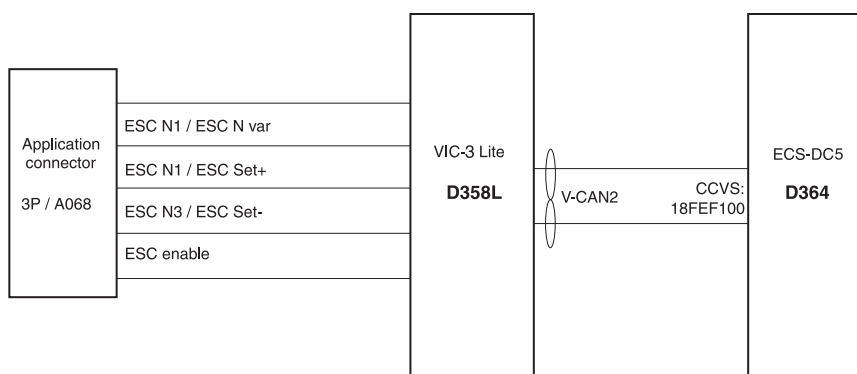 Application
connector
3P / A068
ESC N1 / ESC N var
ESC N1 / ESC Set+
ESC N3 / ESC Set-
ESC enable
VIC-3 Lite
D358L
V-CAN2
CCVS:
18FEF100
ECS-DC5
D364